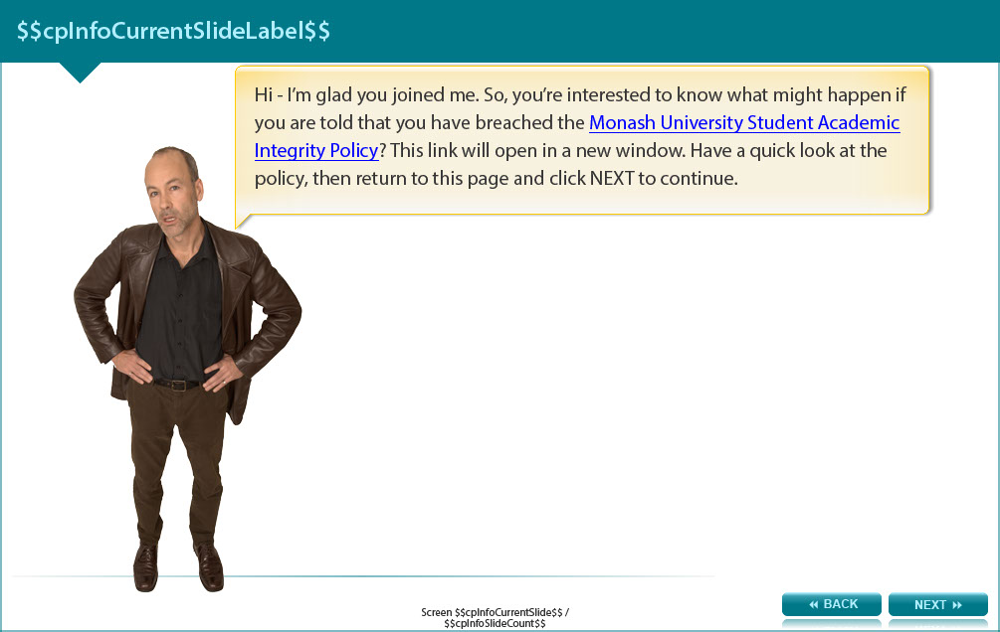 $$cpInfoCurrentSlideLabel$$
Hi - I’m glad you joined me. So, you’re interested to know what might happen if
you are told that you have breached the Monash University Student Academic
Integrity Policy? This link will open in a new window. Have a quick look at the
policy, then return to this page and click NEXT to continue.
Screen $$cpInfoCurrentSlide$$ /
$$cpInfoSlideCount$$
BACK
NEXT